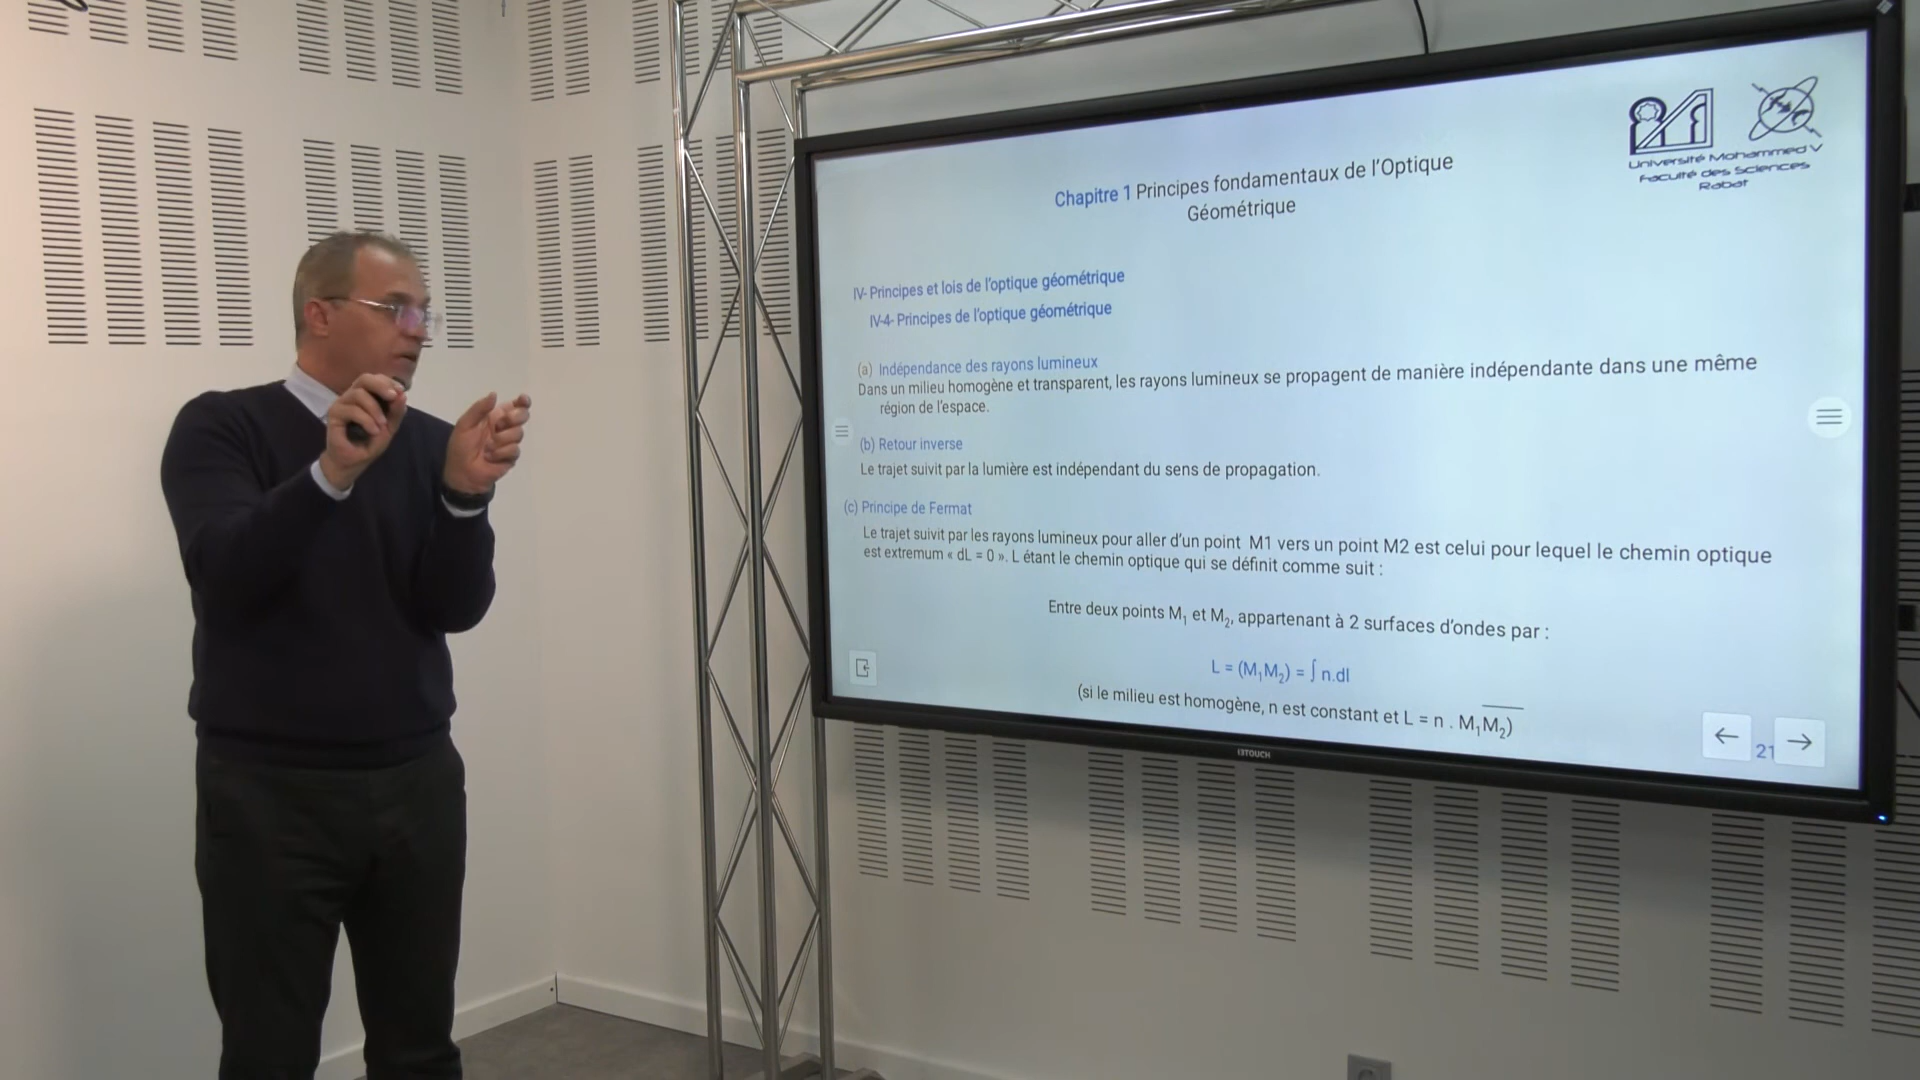 Université Mohammed V
Faculté des Sciences
Rabat
Chapitre 1 Principes fondamentaux de l'Optique
Géométrique
IV- Principes et lois de l'optique géométrique
IV-4- Principes de l'optique géométrique
(a) Indépendance des rayons lumineux
Dans un milieu homogène et transparent, les rayons lumineux se propagent de manière indépendante dans une même
région de l'espace.
(b) Retour inverse
Le trajet suivit par la lumière est indépendant du sens de propagation.
(c) Principe de Fermat
Le trajet suivit par les rayons lumineux pour aller d'un point M1 vers un point M2 est celui pour lequel le chemin optique
est extremum « dL = 0 ». L étant le chemin optique qui se définit comme suit :
Entre deux points M₁ et M₂, appartenant à 2 surfaces d'ondes par :
L = (M₁M₂) = ∫ n.dl
(si le milieu est homogène, n est constant et L = n . M₁M₂)
21
i3TOUCH